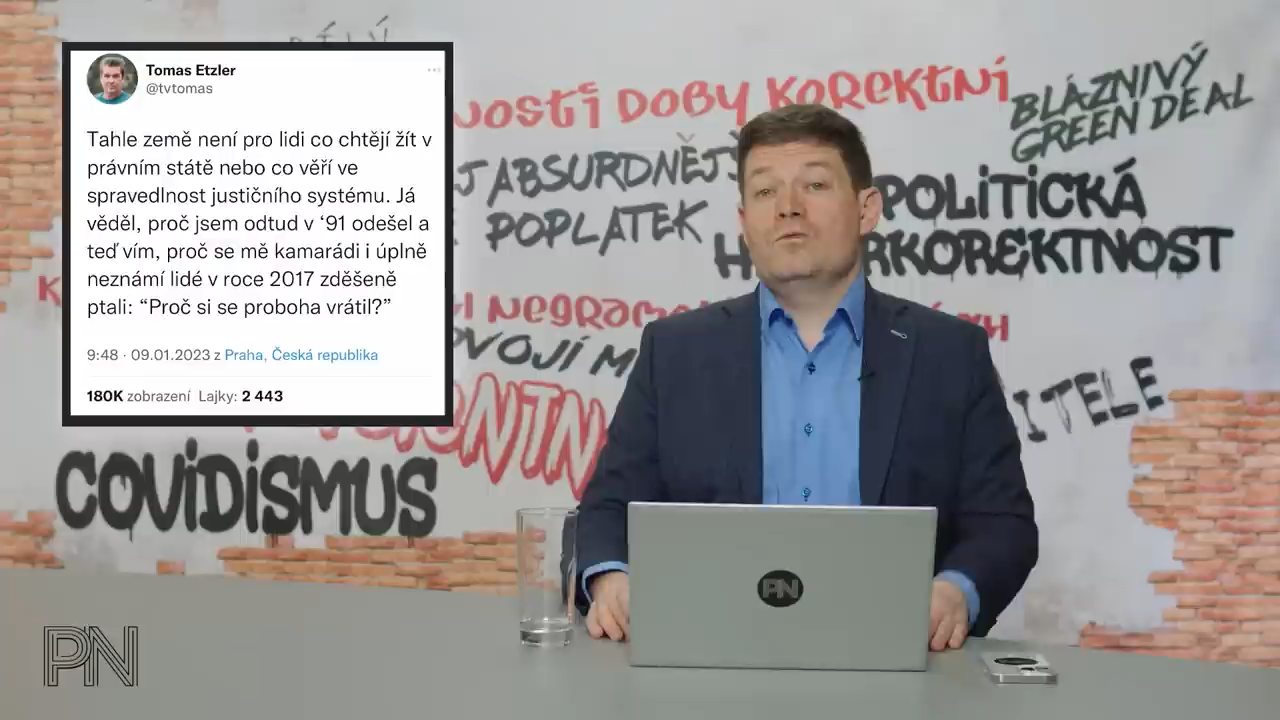 Tomas Etzler
@tvtomas
Tahle země není pro lidi co chtějí žít v
právním státě nebo co věří ve
spravedlnost justičního systému. Já
věděl, proč jsem odtud v ‘91 odešel a
teď vím, proč se mě kamarádi i úplně
neznámí lidé v roce 2017 zděšeně
ptali: “Proč si se proboha vrátil?”
9:48 · 09.01.2023 z Praha, Česká republika
180K zobrazení Lajky: 2 443
DOBY KOREKTNÍ
BLÁZNIVÝ
GREEN DEAL
POPLATEK
POLITICKÁ
COVIDISMUS
PN
PN